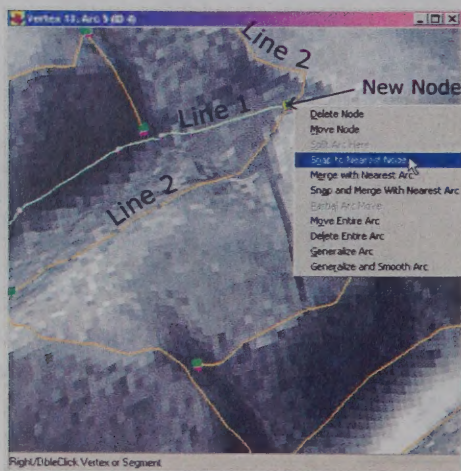 Vertex 13: Arc 5 (ID 4)
Line 2
New Node
Line 1
Line 2
Delete Node
Move Node
Split Arc Here
Snap to Nearest Node
Merge with Nearest Arc
Snap and Merge With Nearest Arc
Partial Arc Move
Move Entire Arc
Delete Entire Arc
Generalize Arc
Generalize and Smooth Arc
Right/DbleClick Vertex or Segment